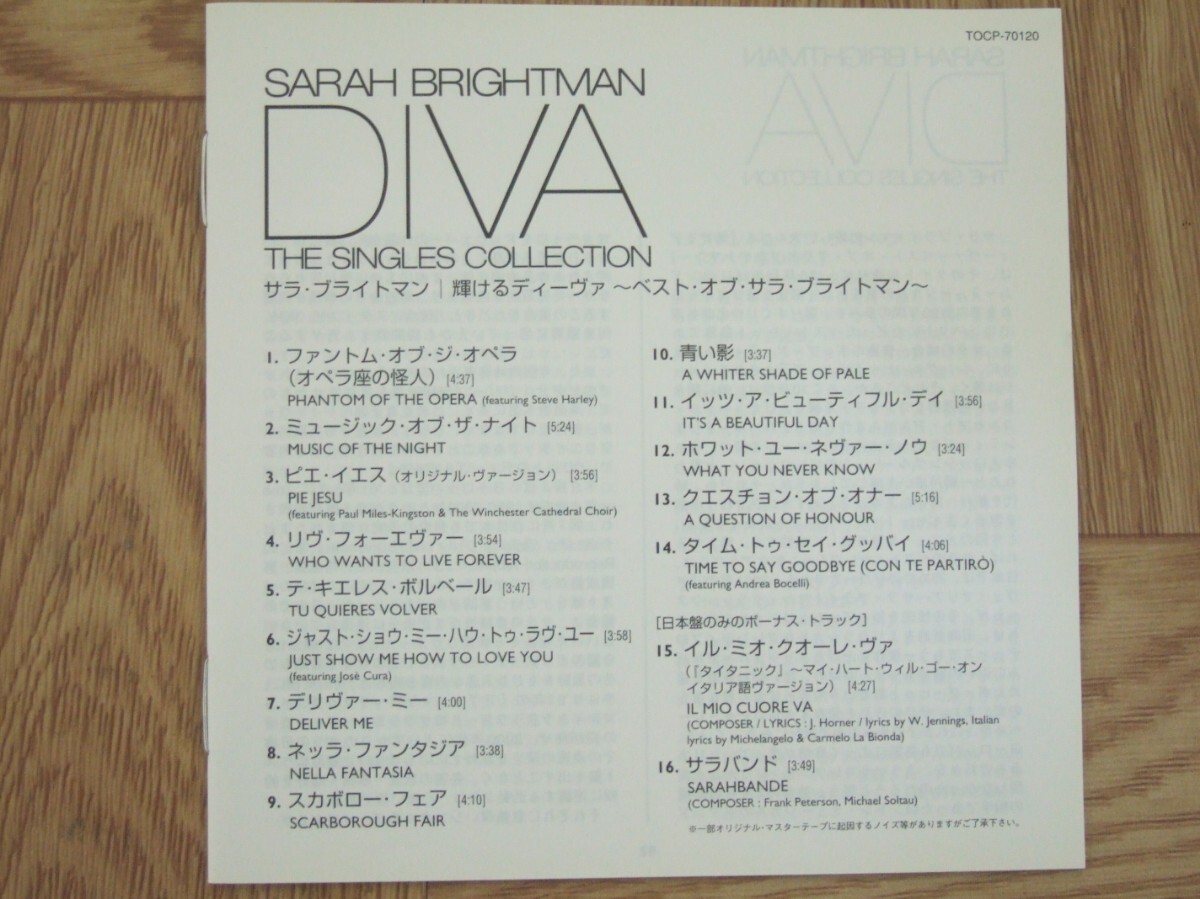 TOCP-70120
SARAH BRIGHTMAN
DIVA
THE SINGLES COLLECTION
サラ・ブライトマン｜輝けるディーヴァ 〜ベスト・オブ・サラ・ブライトマン〜
1. ファントム・オブ・ジ・オペラ
（オペラ座の怪人） [4:37]
PHANTOM OF THE OPERA (featuring Steve Harley)
2. ミュージック・オブ・ザ・ナイト [5:24]
MUSIC OF THE NIGHT
3. ピエ・イエス（オリジナル・ヴァージョン） [3:56]
PIE JESU
(featuring Paul Miles-Kingston & The Winchester Cathedral Choir)
4. リヴ・フォーエヴァー [3:54]
WHO WANTS TO LIVE FOREVER
5. テ・キエレス・ボルベール [3:47]
TU QUIERES VOLVER
6. ジャスト・ショウ・ミー・ハウ・トゥ・ラヴ・ユー [3:58]
JUST SHOW ME HOW TO LOVE YOU
(featuring José Cura)
7. デリヴァー・ミー [4:00]
DELIVER ME
8. ネッラ・ファンタジア [3:38]
NELLA FANTASIA
9. スカボロー・フェア [4:10]
SCARBOROUGH FAIR
10. 青い影 [3:37]
A WHITER SHADE OF PALE
11. イッツ・ア・ビューティフル・デイ [3:56]
IT'S A BEAUTIFUL DAY
12. ホワット・ユー・ネヴァー・ノウ [3:24]
WHAT YOU NEVER KNOW
13. クエスチョン・オブ・オナー [5:16]
A QUESTION OF HONOUR
14. タイム・トゥ・セイ・グッバイ [4:06]
TIME TO SAY GOODBYE (CON TE PARTIRÒ)
(featuring Andrea Bocelli)
［日本盤のみのボーナス・トラック］
15. イル・ミオ・クオーレ・ヴァ
（『タイタニック』〜マイ・ハート・ウィル・ゴー・オン
イタリア語ヴァージョン） [4:27]
IL MIO CUORE VA
(COMPOSER / LYRICS : J. Horner / lyrics by W. Jennings, Italian
lyrics by Michelangelo & Carmelo La Bionda)
16. サラバンド [3:49]
SARAHBANDE
(COMPOSER : Frank Peterson, Michael Soltau)
※一部オリジナル・マスターテープに起因するノイズ等がありますがご了承下さい。